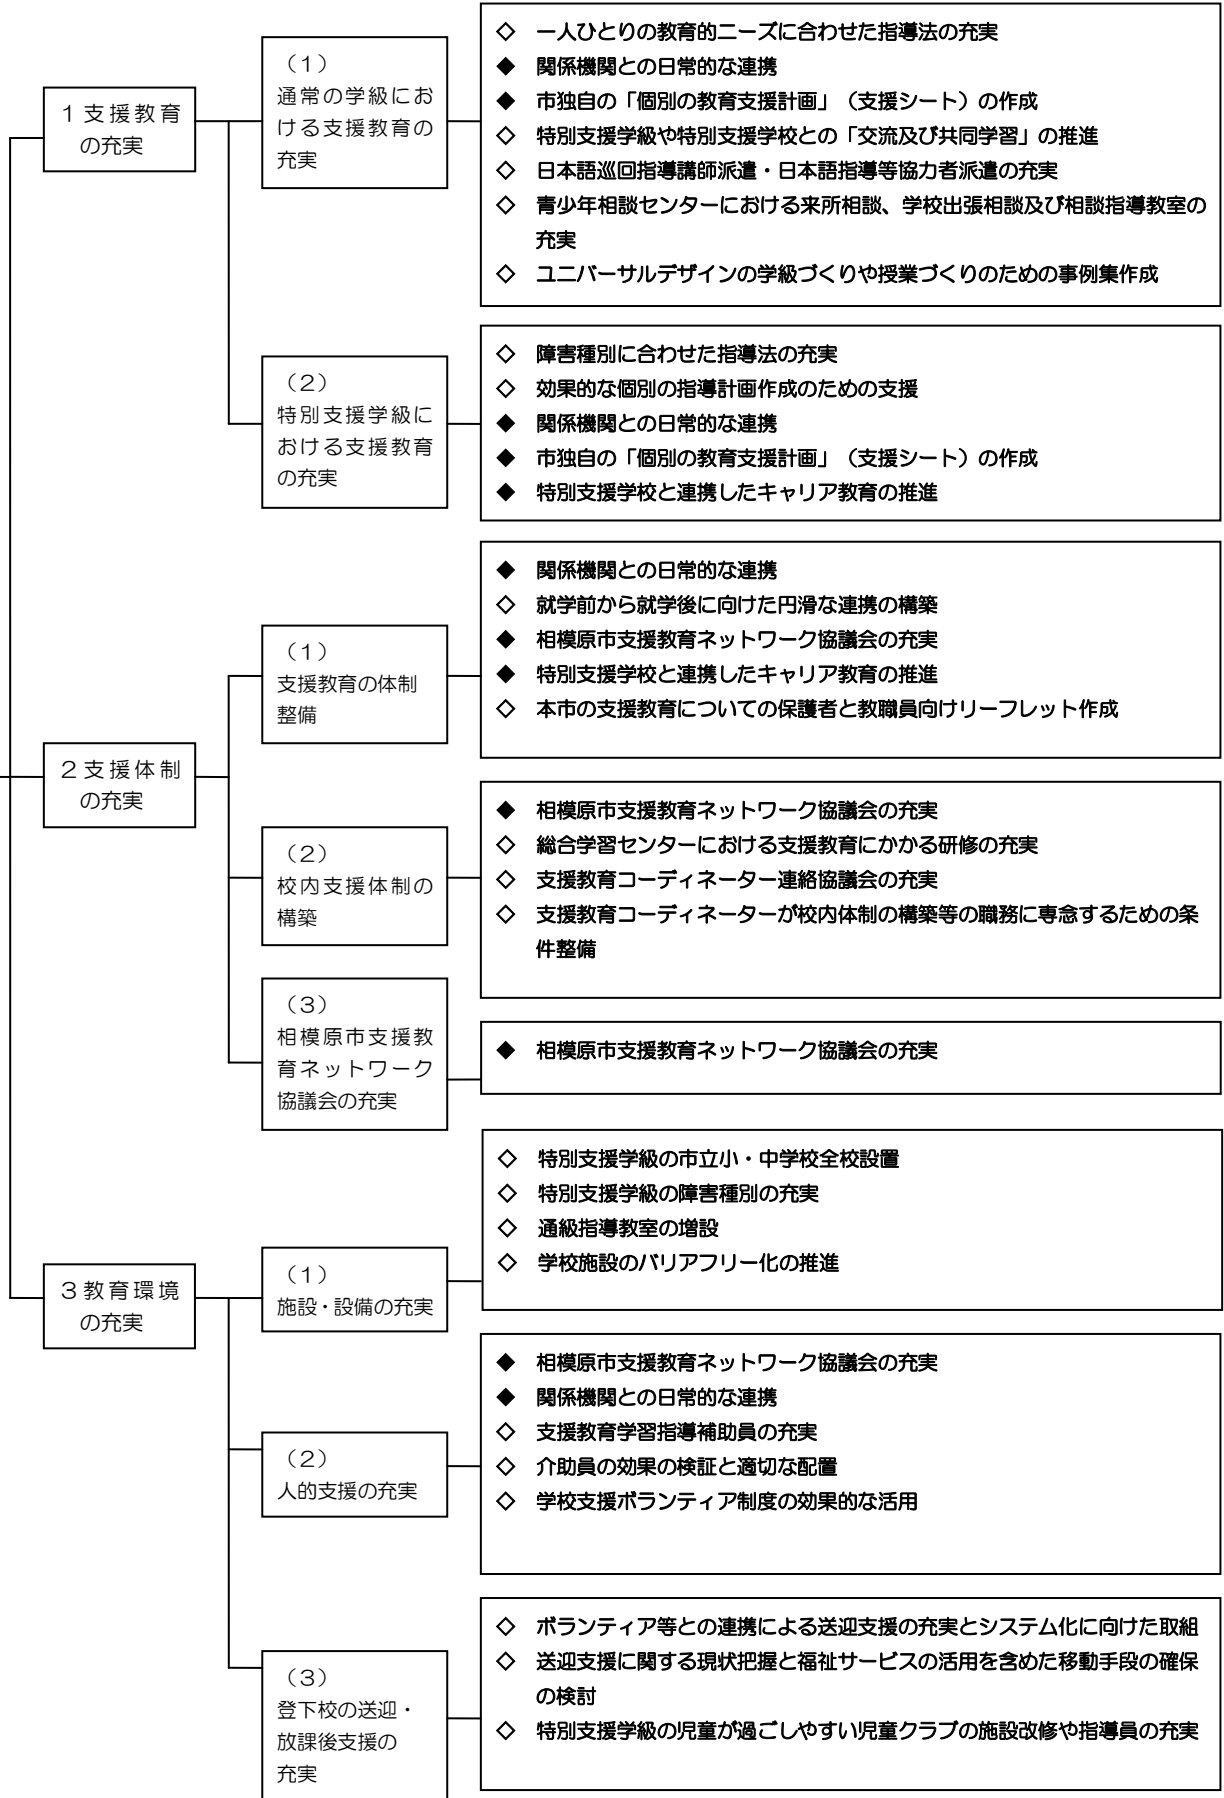 1支援教育
の充実
（1）
通常の学級にお
ける支援教育の
充実
◇ 一人ひとりの教育的ニーズに合わせた指導法の充実
◆ 関係機関との日常的な連携
◆ 市独自の「個別の教育支援計画」（支援シート）の作成
◇ 特別支援学級や特別支援学校との「交流及び共同学習」の推進
◇ 日本語巡回指導講師派遣・日本語指導等協力者派遣の充実
◇ 青少年相談センターにおける来所相談、学校出張相談及び相談指導教室の
充実
◇ ユニバーサルデザインの学級づくりや授業づくりのための事例集作成
（2）
特別支援学級に
おける支援教育
の充実
◇ 障害種別に合わせた指導法の充実
◇ 効果的な個別の指導計画作成のための支援
◆ 関係機関との日常的な連携
◆ 市独自の「個別の教育支援計画」（支援シート）の作成
◆ 特別支援学校と連携したキャリア教育の推進
2支援体制
の充実
（1）
支援教育の体制
整備
◆ 関係機関との日常的な連携
◇ 就学前から就学後に向けた円滑な連携の構築
◆ 相模原市支援教育ネットワーク協議会の充実
◆ 特別支援学校と連携したキャリア教育の推進
◇ 本市の支援教育についての保護者と教職員向けリーフレット作成
（2）
校内支援体制の
構築
◆ 相模原市支援教育ネットワーク協議会の充実
◇ 総合学習センターにおける支援教育にかかる研修の充実
◇ 支援教育コーディネーター連絡協議会の充実
◇ 支援教育コーディネーターが校内体制の構築等の職務に専念するための条
件整備
（3）
相模原市支援教
育ネットワーク
協議会の充実
◆ 相模原市支援教育ネットワーク協議会の充実
3教育環境
の充実
（1）
施設・設備の充実
◇ 特別支援学級の市立小・中学校全校設置
◇ 特別支援学級の障害種別の充実
◇ 通級指導教室の増設
◇ 学校施設のバリアフリー化の推進
（2）
人的支援の充実
◆ 相模原市支援教育ネットワーク協議会の充実
◆ 関係機関との日常的な連携
◇ 支援教育学習指導補助員の充実
◇ 介助員の効果の検証と適切な配置
◇ 学校支援ボランティア制度の効果的な活用
（3）
登下校の送迎・
放課後支援の
充実
◇ ボランティア等との連携による送迎支援の充実とシステム化に向けた取組
◇ 送迎支援に関する現状把握と福祉サービスの活用を含めた移動手段の確保
の検討
◇ 特別支援学級の児童が過ごしやすい児童クラブの施設改修や指導員の充実